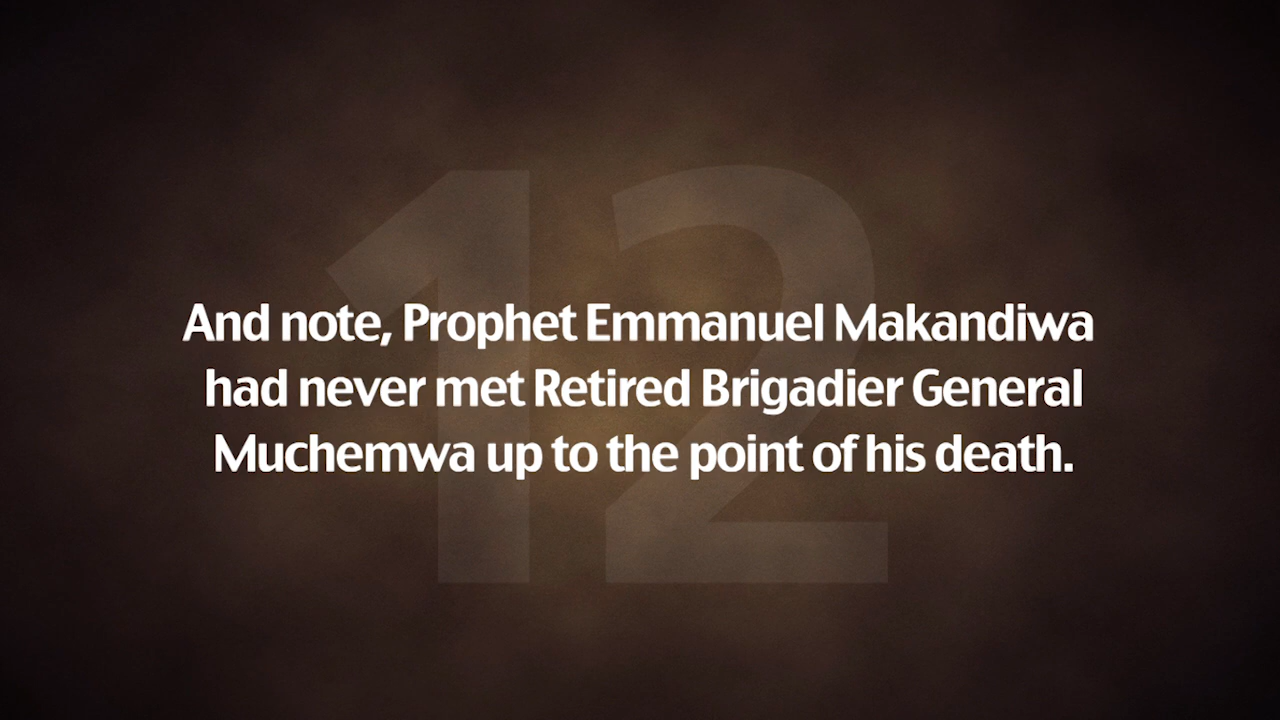 12
And note, Prophet Emmanuel Makandiwa
had never met Retired Brigadier General
Muchemwa up to the point of his death.